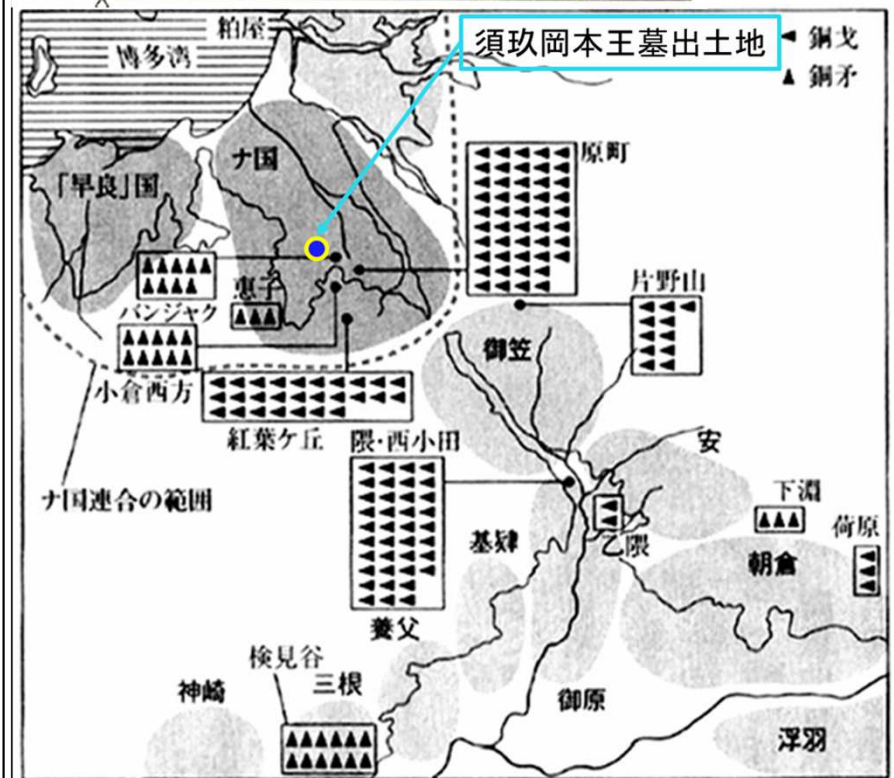 粕屋
博多湾
須玖岡本王墓出土地
銅戈
銅矛
ナ国
「早良」国
原町
片野山
恵子
バンジャク
御笠
小倉西方
紅葉ケ丘
隈・西小田
安
ナ国連合の範囲
下淵
荷原
基肄
乙隈
朝倉
養父
検見谷
神崎
三根
御原
浮羽